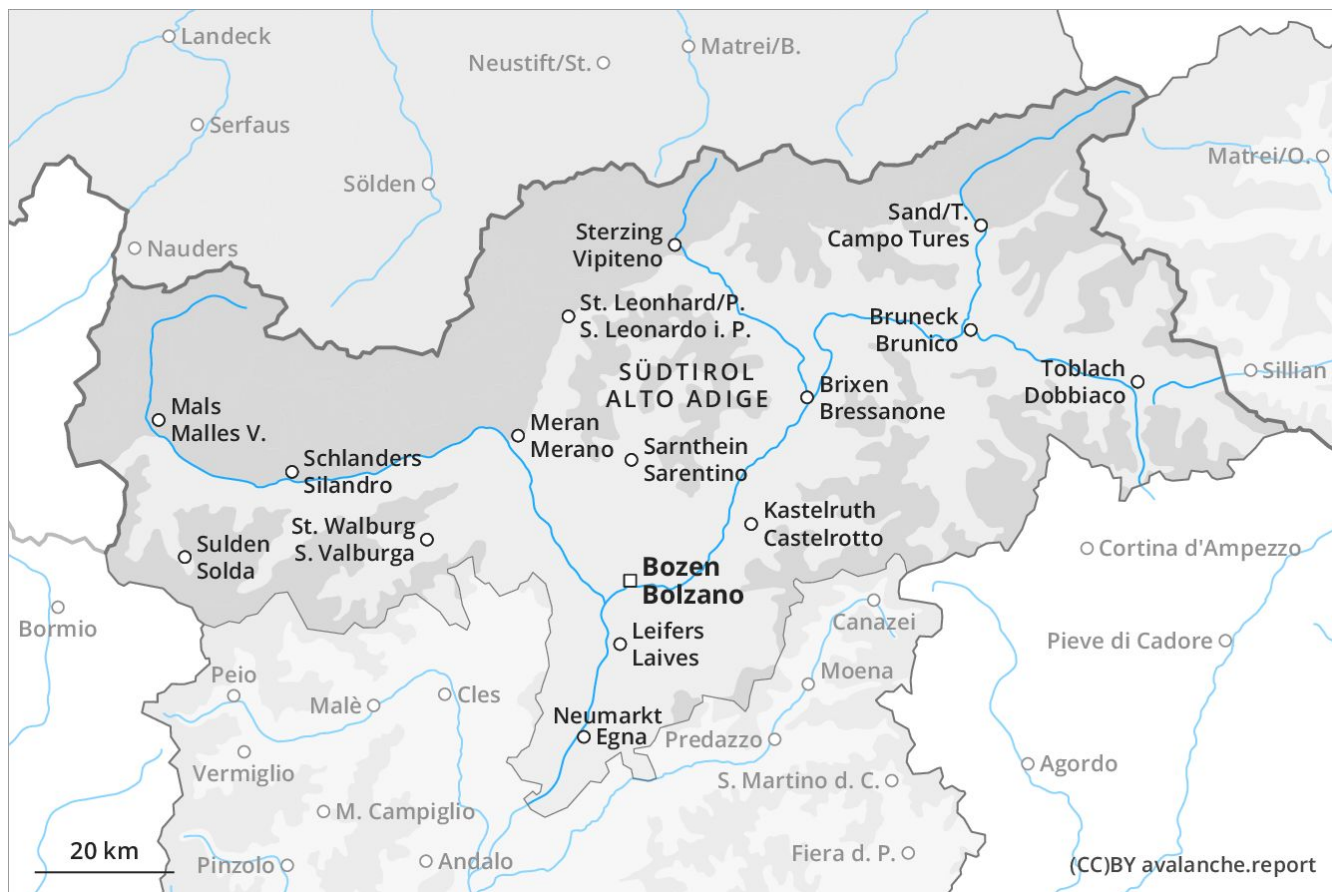 Landeck
Neustift/St.
Matrei/B.
Serfaus
Matrei/O.
Sölden
Nauders
Sand/T.
Campo Tures
Sterzing
Vipiteno
St. Leonhard/P.
S. Leonardo i. P.
Bruneck
Brunico
SÜDTIROL
ALTO ADIGE
Toblach
Dobbiaco
Sillian
Brixen
Bressanone
Mals
Malles V.
Meran
Merano
Sarnthein
Sarentino
Schlanders
Silandro
St. Walburg
S. Valburga
Kastelruth
Castelrotto
Sulden
Solda
Cortina d'Ampezzo
Bozen
Bolzano
Bormio
Canazei
Leifers
Laives
Pieve di Cadore
Peio
Moena
Malè
Cles
Neumarkt
Egna
Predazzo
Vermiglio
Agordo
S. Martino d. C.
M. Campiglio
20 km
Pinzolo
Andalo
Fiera d. P.
(CC)BY avalanche.report